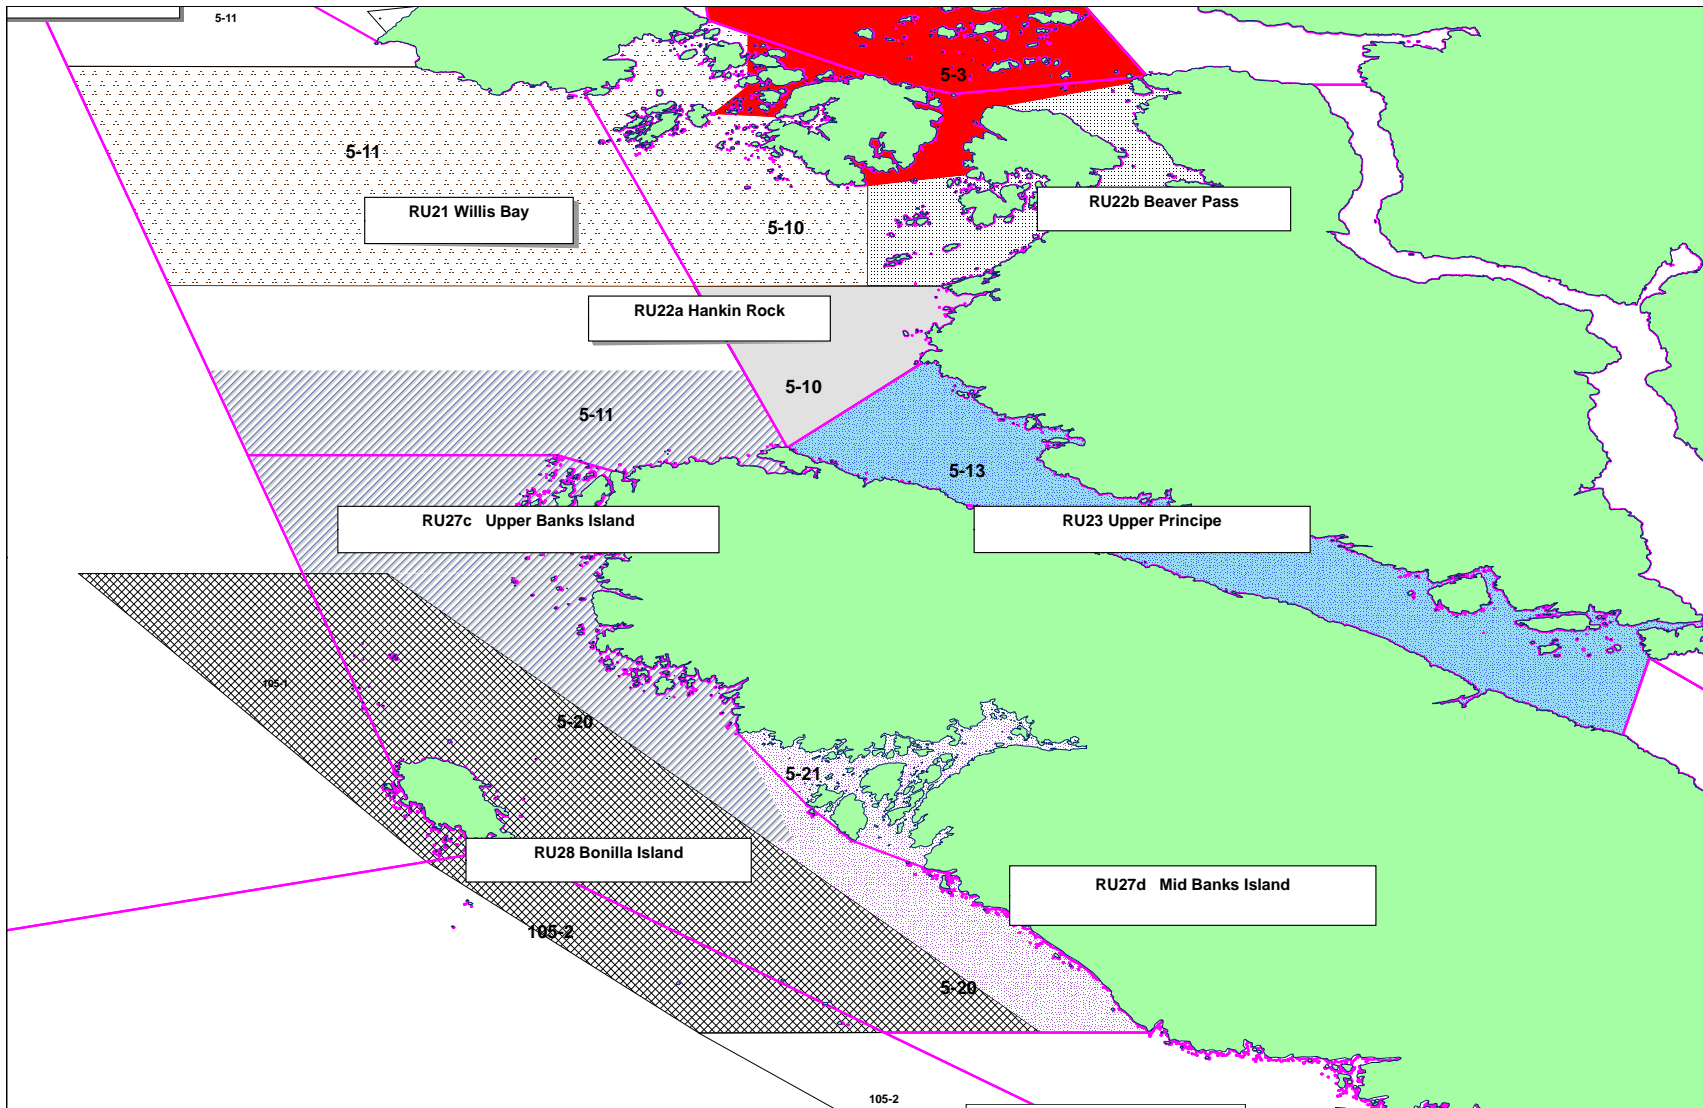 5-11
5-3
5-11
RU22b Beaver Pass
RU21 Willis Bay
5-10
RU22a Hankin Rock
5-10
5-11
5-13
RU27c Upper Banks Island
RU23 Upper Principe
105-1
5-20
5-21
RU28 Bonilla Island
RU27d Mid Banks Island
105-2
5-20
105-2